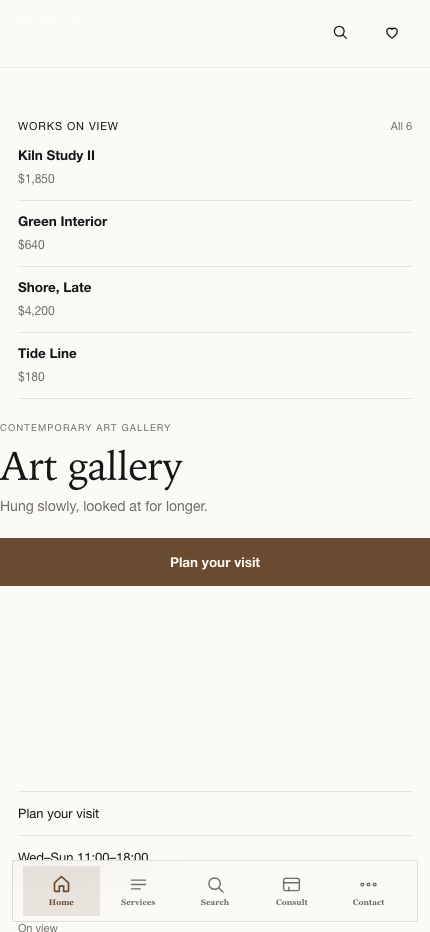 WORKS ON VIEW
All 6
Kiln Study II
$1,850
Green Interior
$640
Shore, Late
$4,200
Tide Line
$180
CONTEMPORARY ART GALLERY
Art gallery
Hung slowly, looked at for longer.
Plan your visit
Plan your visit
Wed–Sun 11:00–18:00
Home
Services
Search
Consult
Contact
On view